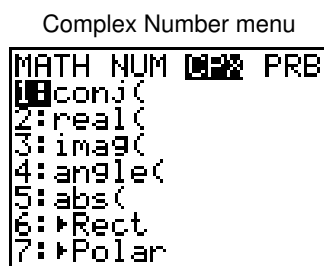 Complex Number menu
MATH NUM CPX PRB
1:conj(
2:real(
3:imag(
4:angle(
5:abs(
6:▸Rect
7:▸Polar